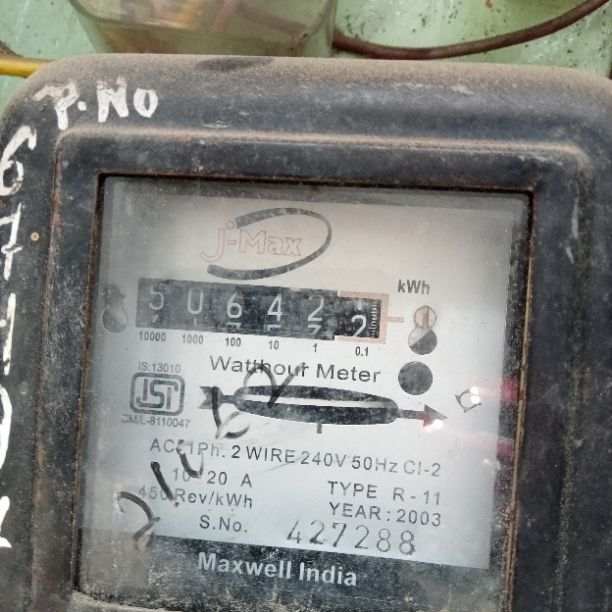 P.NO
J-Max
kWh
5 0 6 4 2 2
10000 1000 100 10 1 0.1
IS:13010
Watthour Meter
ISI
CM/L-8110047
AC 1Ph. 2 WIRE 240V 50Hz Cl-2
10-20 A
TYPE R-11
450 Rev/kWh
YEAR: 2003
S.No. 427288
Maxwell India